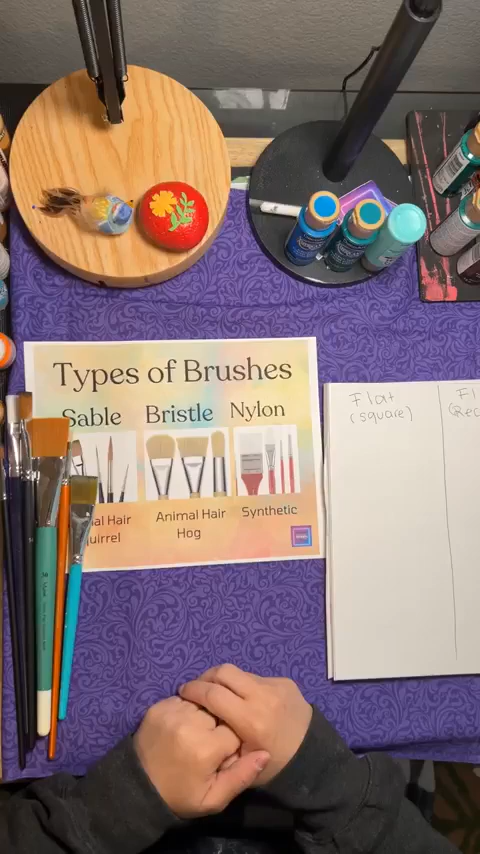 Types of Brushes
Sable Bristle Nylon
Animal Hair Synthetic
Hog
Flat
(square)